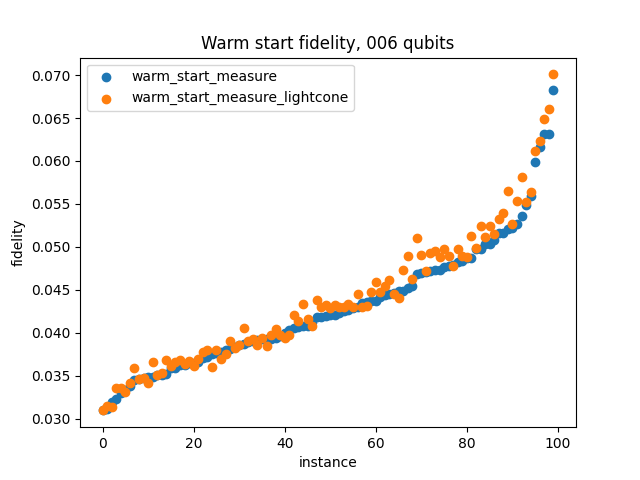 Warm start fidelity, 006 qubits
warm_start_measure
warm_start_measure_lightcone
0.070
0.065
0.060
0.055
0.050
0.045
0.040
0.035
0.030
fidelity
0 20 40 60 80 100
instance